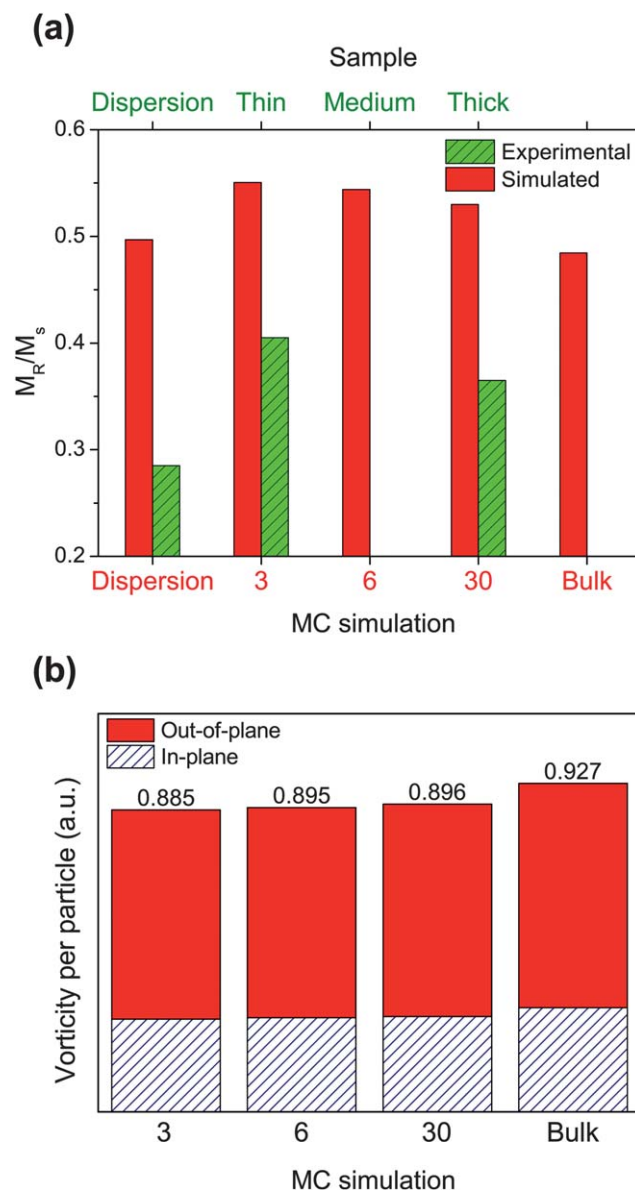 (a)
Sample
Dispersion Thin Medium Thick
0.6
Experimental
Simulated
0.5
0.4
0.3
0.2
M_R/M_s
Dispersion 3 6 30 Bulk
MC simulation
(b)
Out-of-plane
In-plane
0.885 0.895 0.896 0.927
Vorticity per particle (a.u.)
3 6 30 Bulk
MC simulation